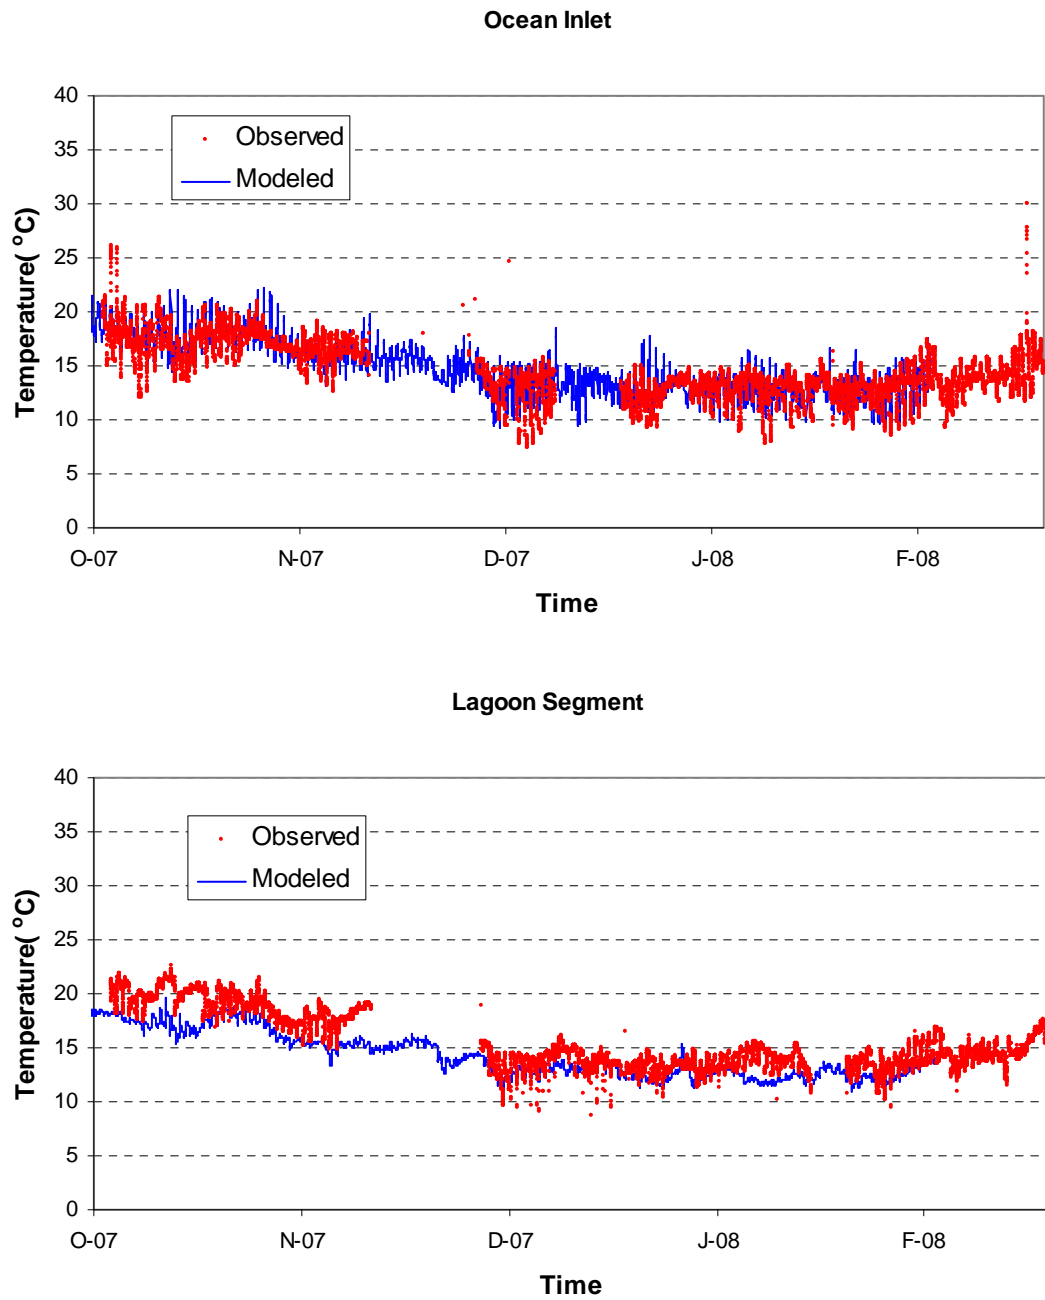 Ocean Inlet
40
35
30
25
20
15
10
5
0
Temperature( °C)
Observed
Modeled
O-07 N-07 D-07 J-08 F-08
Time
Lagoon Segment
40
35
30
25
20
15
10
5
0
Temperature( °C)
Observed
Modeled
O-07 N-07 D-07 J-08 F-08
Time